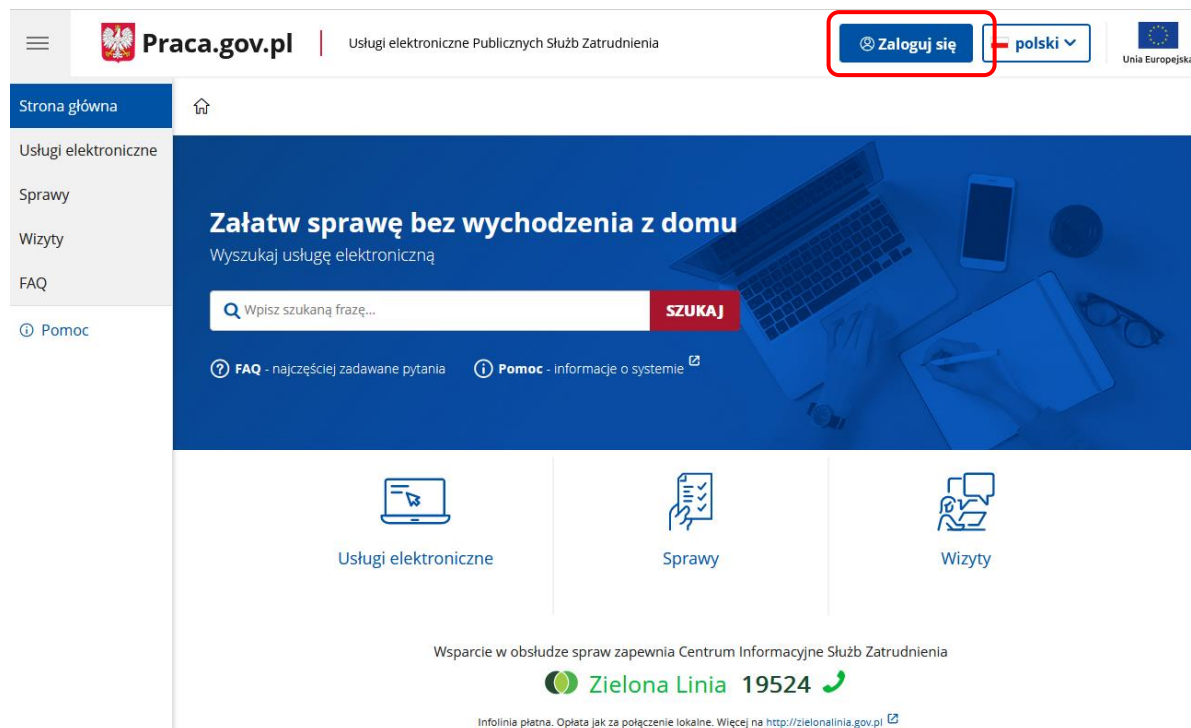 Praca.gov.pl
Usługi elektroniczne Publicznych Służb Zatrudnienia
Zaloguj się
polski
Unia Europejska
Strona główna
Usługi elektroniczne
Sprawy
Wizyty
FAQ
Pomoc
Załatw sprawę bez wychodzenia z domu
Wyszukaj usługę elektroniczną
Wpisz szukaną frazę...
SZUKAJ
FAQ - najczęściej zadawane pytania
Pomoc - informacje o systemie
Usługi elektroniczne
Sprawy
Wizyty
Wsparcie w obsłudze spraw zapewnia Centrum Informacyjne Służb Zatrudnienia
Zielona Linia 19524
Infolinia płatna. Opłata jak za połączenie lokalne. Więcej na http://zielonalinia.gov.pl